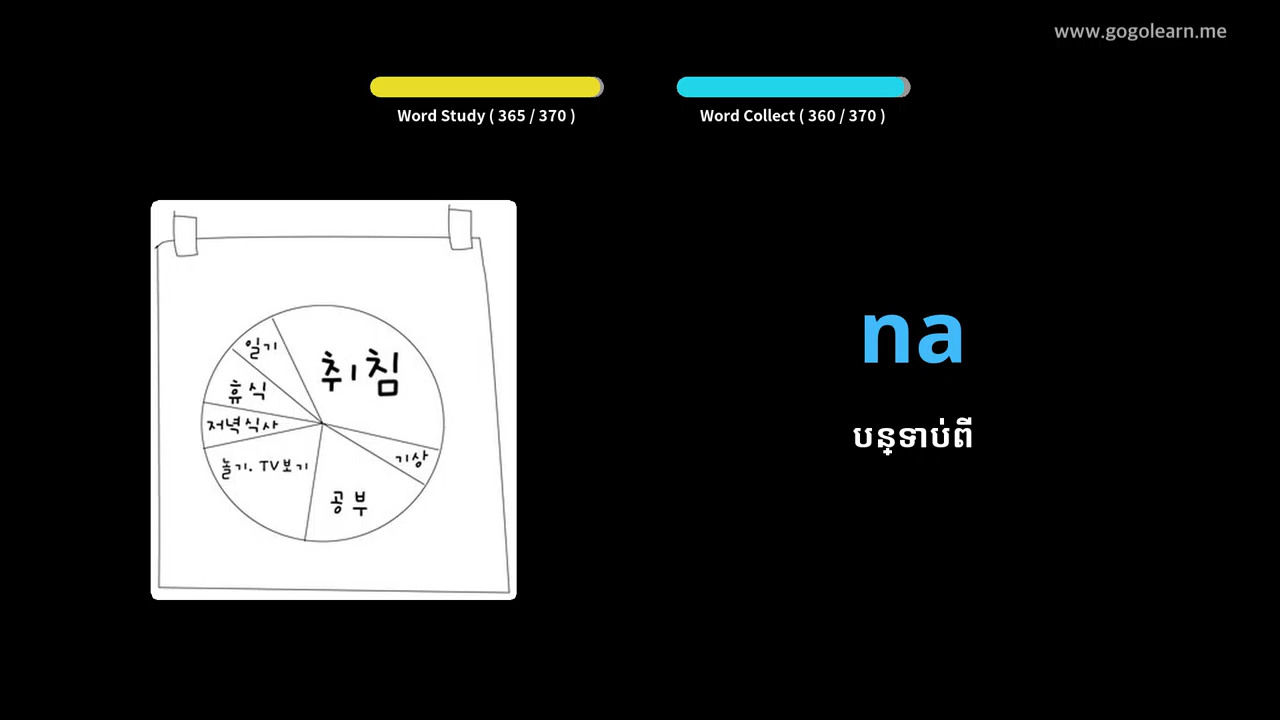 www.gogolearn.me
Word Study ( 365 / 370 )
Word Collect ( 360 / 370 )
일기
취침
휴식
저녁식사
기상
놀기. TV보기
공부
na
បន្ទាប់ពី